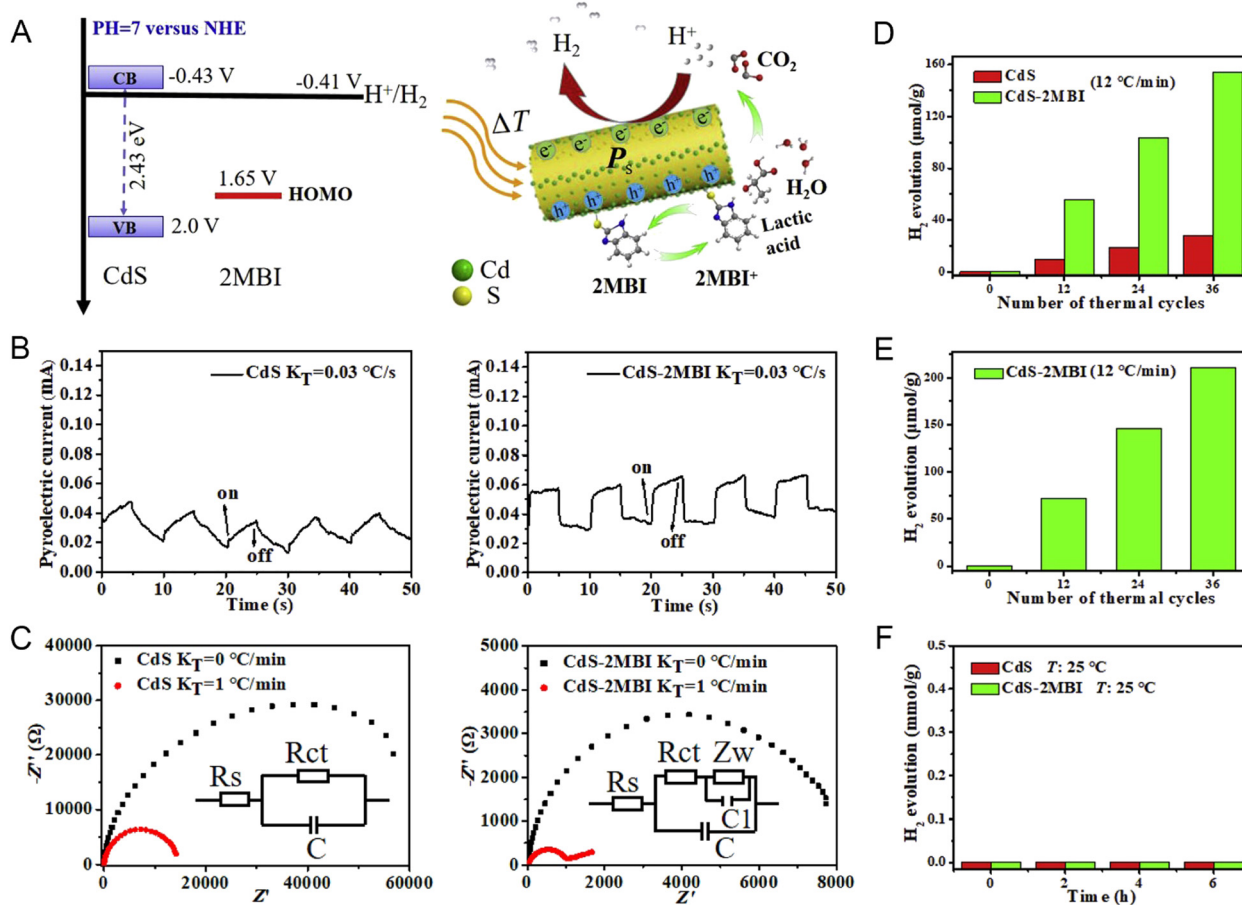 A
PH=7 versus NHE
CB
-0.43 V
-0.41 V
H⁺/H₂
2.43 eV
1.65 V
HOMO
VB
2.0 V
CdS
2MBI
H₂
H⁺
CO₂
ΔT
e⁻ e⁻ e⁻ e⁻ e⁻
Pₛ
h⁺ h⁺ h⁺ h⁺ h⁺
H₂O
Lactic
acid
Cd
S
2MBI
2MBI⁺
B
Pyroelectric current (mA)
0.14
0.12
0.10
0.08
0.06
0.04
0.02
0.00
CdS K_T=0.03 °C/s
on
off
0 10 20 30 40 50
Time (s)
Pyroelectric current (mA)
0.14
0.12
0.10
0.08
0.06
0.04
0.02
0.00
CdS-2MBI K_T=0.03 °C/s
on
off
0 10 20 30 40 50
Time (s)
C
-Z'' (Ω)
40000
30000
20000
10000
0
CdS K_T=0 °C/min
CdS K_T=1 °C/min
Rs
Rct
C
0 20000 40000 60000
Z'
-Z'' (Ω)
5000
4000
3000
2000
1000
0
CdS-2MBI K_T=0 °C/min
CdS-2MBI K_T=1 °C/min
Rs
Rct Zw
C1
C
0 2000 4000 6000 8000
Z'
D
H₂ evolution (μmol/g)
160
120
80
40
0
CdS
CdS-2MBI
(12 °C/min)
0 12 24 36
Number of thermal cycles
E
H₂ evolution (μmol/g)
200
150
100
50
0
CdS-2MBI (12 °C/min)
0 12 24 36
Number of thermal cycles
F
H₂ evolution (mmol/g)
0.5
0.4
0.3
0.2
0.1
0.0
CdS T: 25 °C
CdS-2MBI T: 25 °C
0 2 4 6
Time (h)